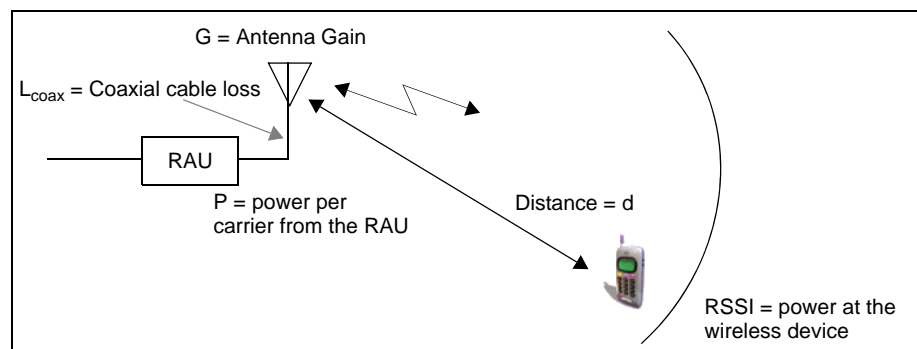 G = Antenna Gain
Lcoax = Coaxial cable loss
RAU
P = power per
carrier from the RAU
Distance = d
RSSI = power at the
wireless device